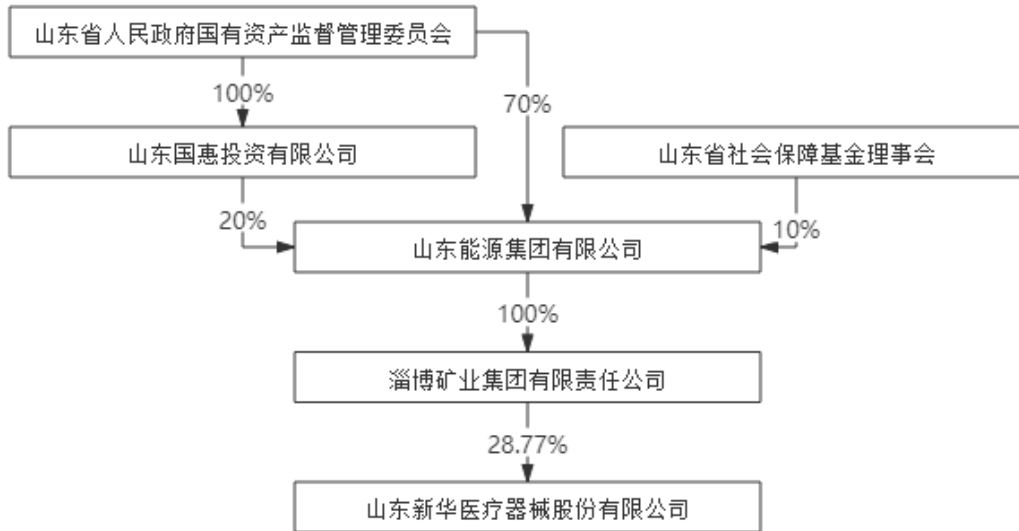 山东省人民政府国有资产监督管理委员会
100%
70%
山东国惠投资有限公司
山东省社会保障基金理事会
20%
10%
山东能源集团有限公司
100%
淄博矿业集团有限责任公司
28.77%
山东新华医疗器械股份有限公司